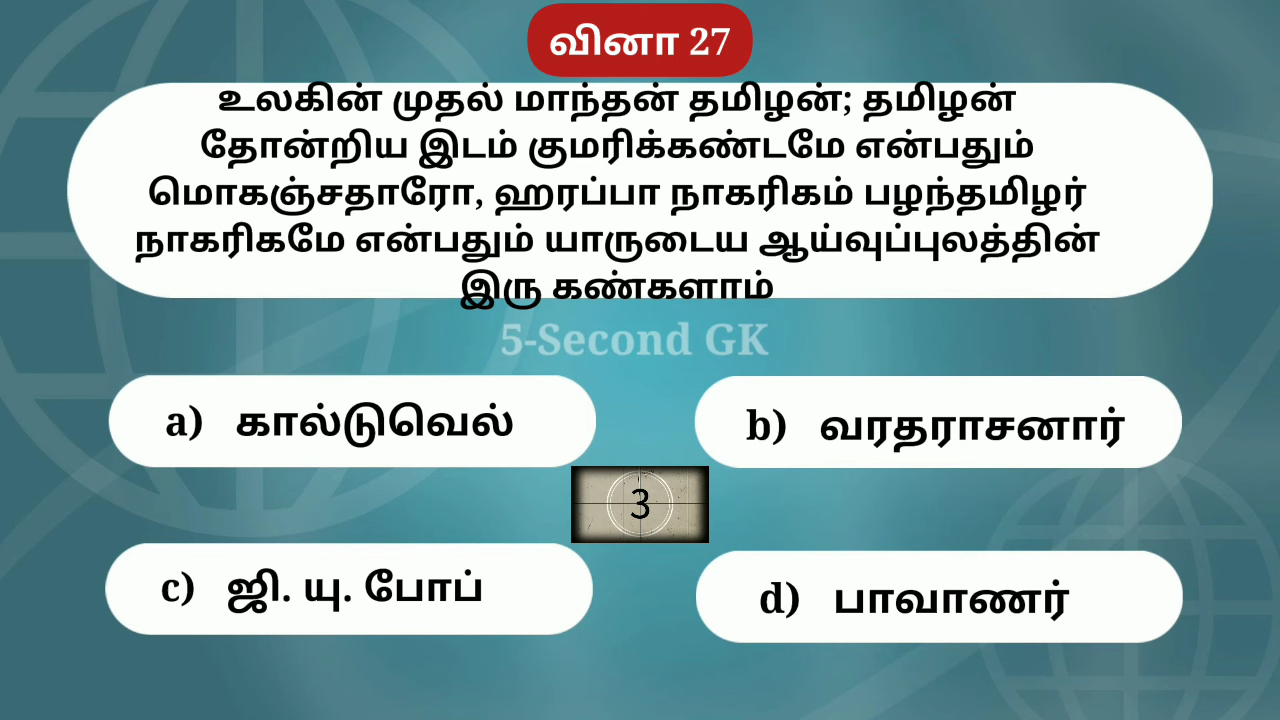 வினா 27
உலகின் முதல் மாந்தன் தமிழன்; தமிழன்
தோன்றிய இடம் குமரிக்கண்டமே என்பதும்
மொகஞ்சதாரோ, ஹரப்பா நாகரிகம் பழந்தமிழர்
நாகரிகமே என்பதும் யாருடைய ஆய்வுப்புலத்தின்
இரு கண்களாம்
5-Second GK
a) கால்டுவெல்
b) வரதராசனார்
3
c) ஜி. யு. போப்
d) பாவாணர்